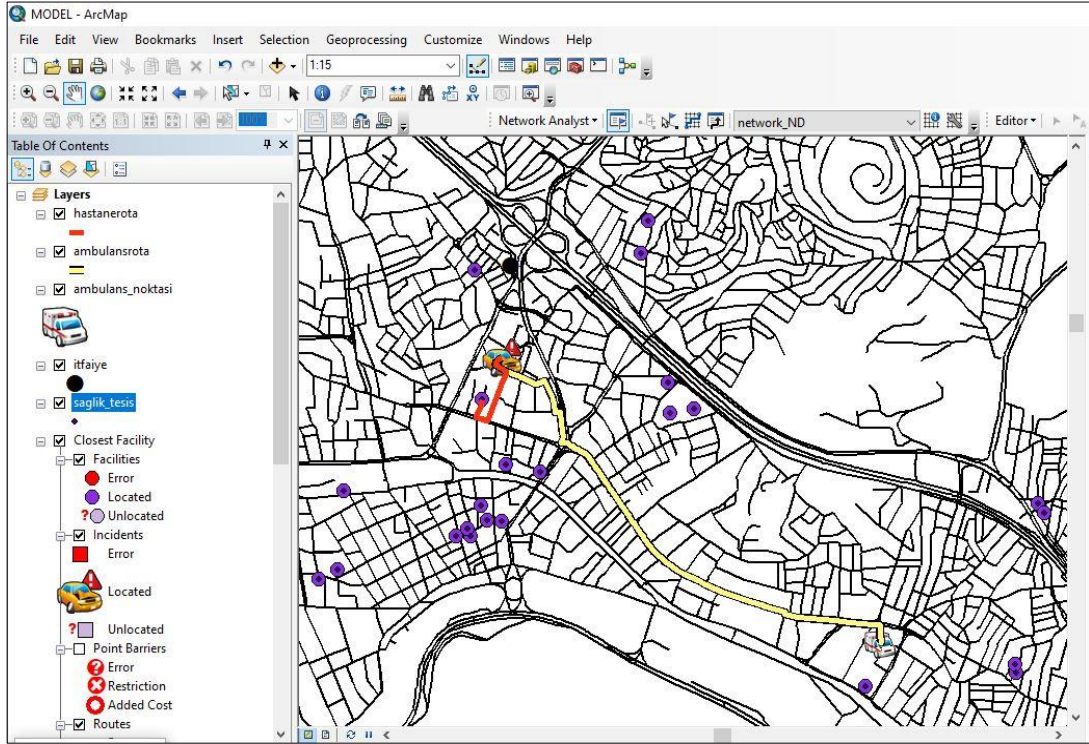 MODEL - ArcMap
File Edit View Bookmarks Insert Selection Geoprocessing Customize Windows Help
1:15
100%
Network Analyst network_ND Editor
Table Of Contents
Layers
hastanerota
ambulansrota
ambulans_noktasi
itfaiye
saglik_tesis
Closest Facility
Facilities
Error
Located
?Unlocated
Incidents
Error
Located
?Unlocated
Point Barriers
Error
Restriction
Added Cost
Routes